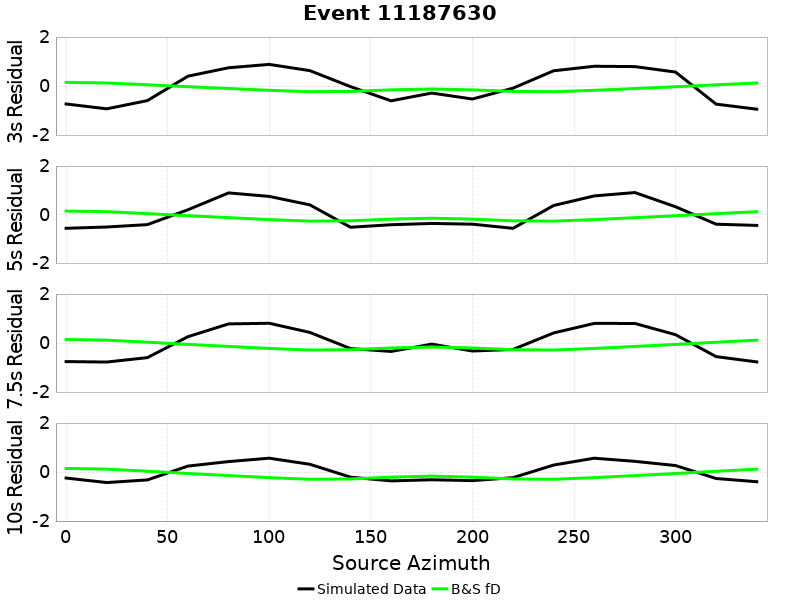 Event 11187630
3s Residual
2
0
-2
5s Residual
2
0
-2
7.5s Residual
2
0
-2
10s Residual
2
0
-2
0 50 100 150 200 250 300
Source Azimuth
Simulated Data B&S fD